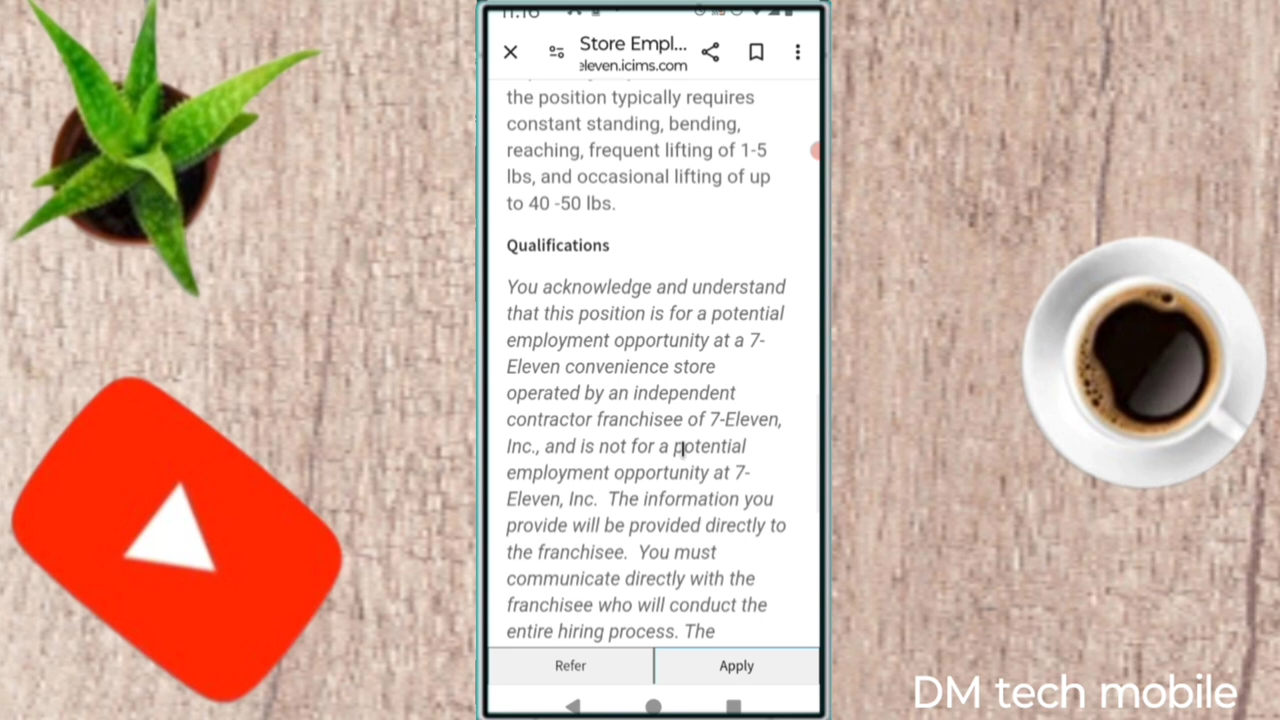 11:16
Store Empl...
eleven.icims.com
the position typically requires
constant standing, bending,
reaching, frequent lifting of 1-5
lbs, and occasional lifting of up
to 40 -50 lbs.
Qualifications
You acknowledge and understand
that this position is for a potential
employment opportunity at a 7-
Eleven convenience store
operated by an independent
contractor franchisee of 7-Eleven,
Inc., and is not for a potential
employment opportunity at 7-
Eleven, Inc.  The information you
provide will be provided directly to
the franchisee.  You must
communicate directly with the
franchisee who will conduct the
entire hiring process. The
Refer
Apply
DM tech mobile